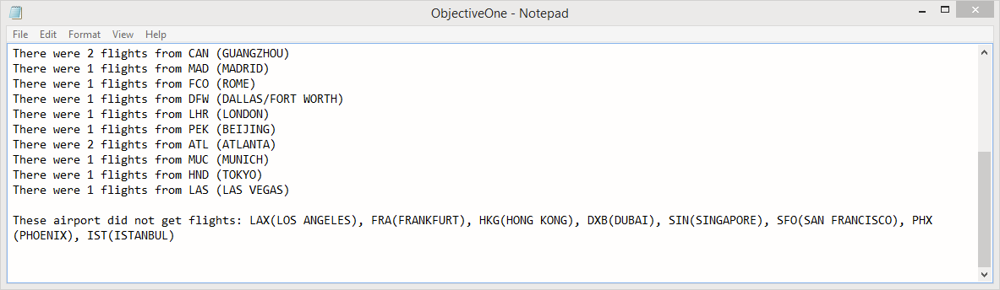 ObjectiveOne - Notepad
File Edit Format View Help
There were 2 flights from CAN (GUANGZHOU)
There were 1 flights from MAD (MADRID)
There were 1 flights from FCO (ROME)
There were 1 flights from DFW (DALLAS/FORT WORTH)
There were 1 flights from LHR (LONDON)
There were 1 flights from PEK (BEIJING)
There were 2 flights from ATL (ATLANTA)
There were 1 flights from MUC (MUNICH)
There were 1 flights from HND (TOKYO)
There were 1 flights from LAS (LAS VEGAS)
These airport did not get flights: LAX(LOS ANGELES), FRA(FRANKFURT), HKG(HONG KONG), DXB(DUBAI), SIN(SINGAPORE), SFO(SAN FRANCISCO), PHX
(PHOENIX), IST(ISTANBUL)